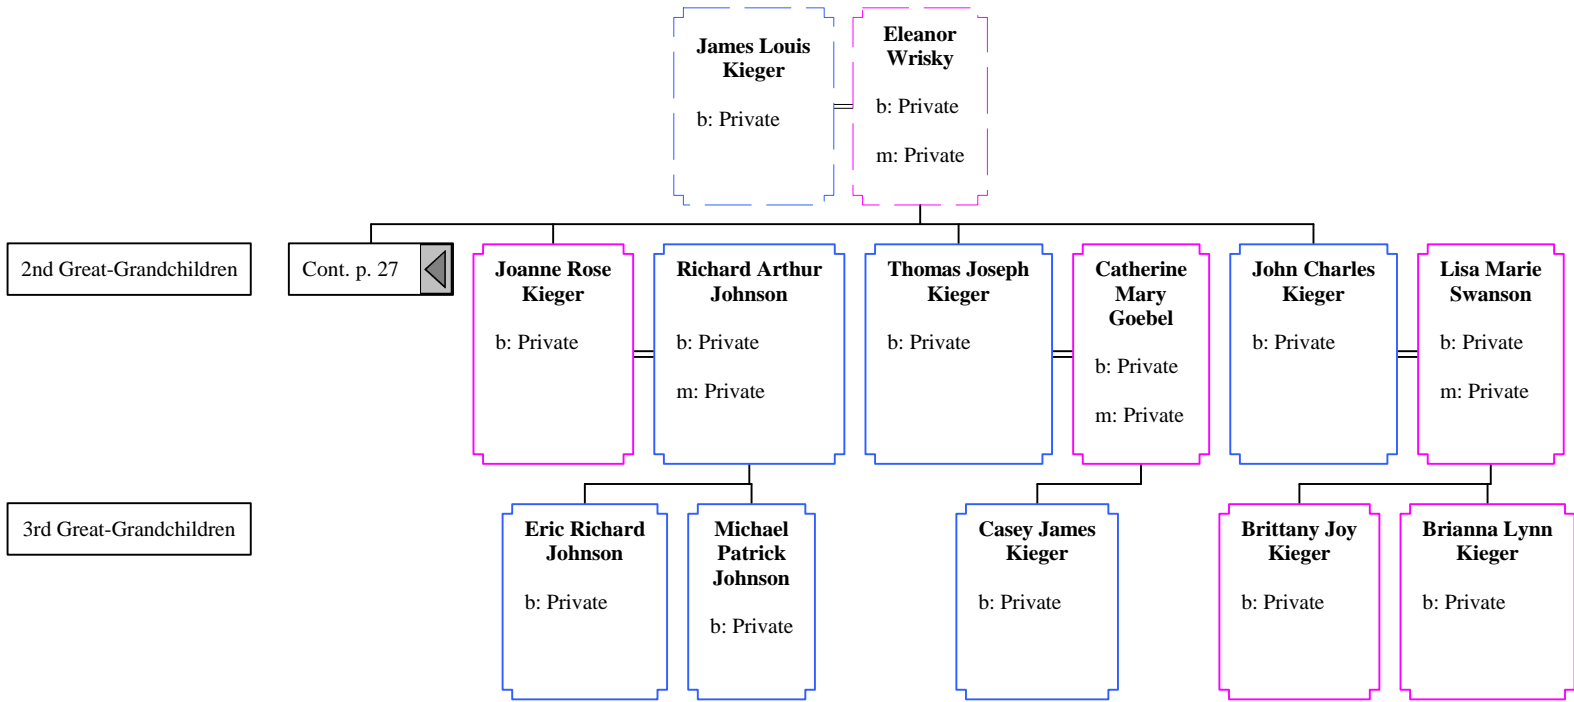 James Louis
Kieger
b: Private
Eleanor
Wrisky
b: Private
m: Private
2nd Great-Grandchildren
Cont. p. 27
Joanne Rose
Kieger
b: Private
Richard Arthur
Johnson
b: Private
m: Private
Thomas Joseph
Kieger
b: Private
Catherine
Mary
Goebel
b: Private
m: Private
John Charles
Kieger
b: Private
Lisa Marie
Swanson
b: Private
m: Private
3rd Great-Grandchildren
Eric Richard
Johnson
b: Private
Michael
Patrick
Johnson
b: Private
Casey James
Kieger
b: Private
Brittany Joy
Kieger
b: Private
Brianna Lynn
Kieger
b: Private